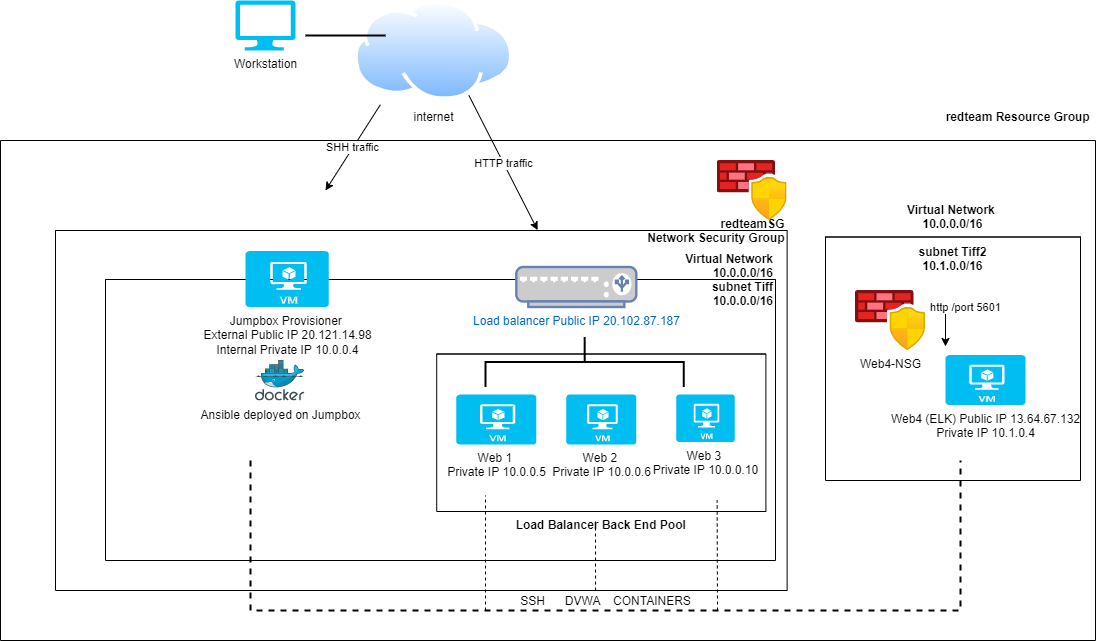 Workstation
internet
redteam Resource Group
SHH traffic
HTTP traffic
redteamSG
Network Security Group
Virtual Network
10.0.0.0/16
subnet Tiff
10.0.0.0/16
Virtual Network
10.0.0.0/16
subnet Tiff2
10.1.0.0/16
VM
Jumpbox Provisioner
External Public IP 20.121.14.98
Internal Private IP 10.0.0.4
docker
Ansible deployed on Jumpbox
Load balancer Public IP 20.102.87.187
VM
Web 1
Private IP 10.0.0.5
VM
Web 2
Private IP 10.0.0.6
VM
Web 3
Private IP 10.0.0.10
Load Balancer Back End Pool
http /port 5601
Web4-NSG
VM
Web4 (ELK) Public IP 13.64.67.132
Private IP 10.1.0.4
SSH DVWA CONTAINERS